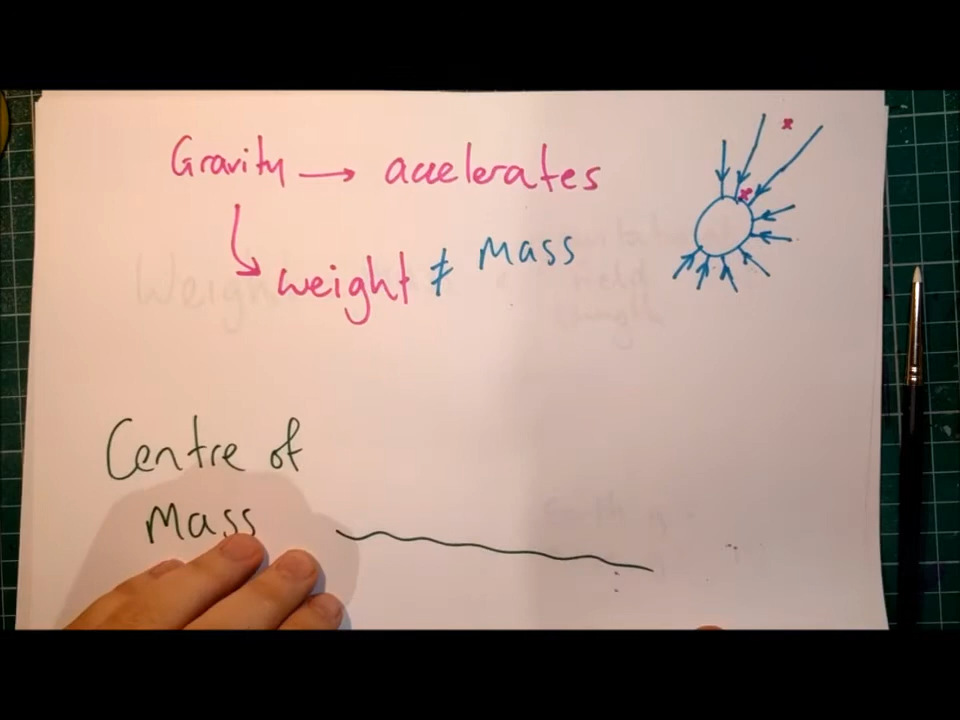 Gravity → accelerates
weight ≠ Mass
Centre of
Mass